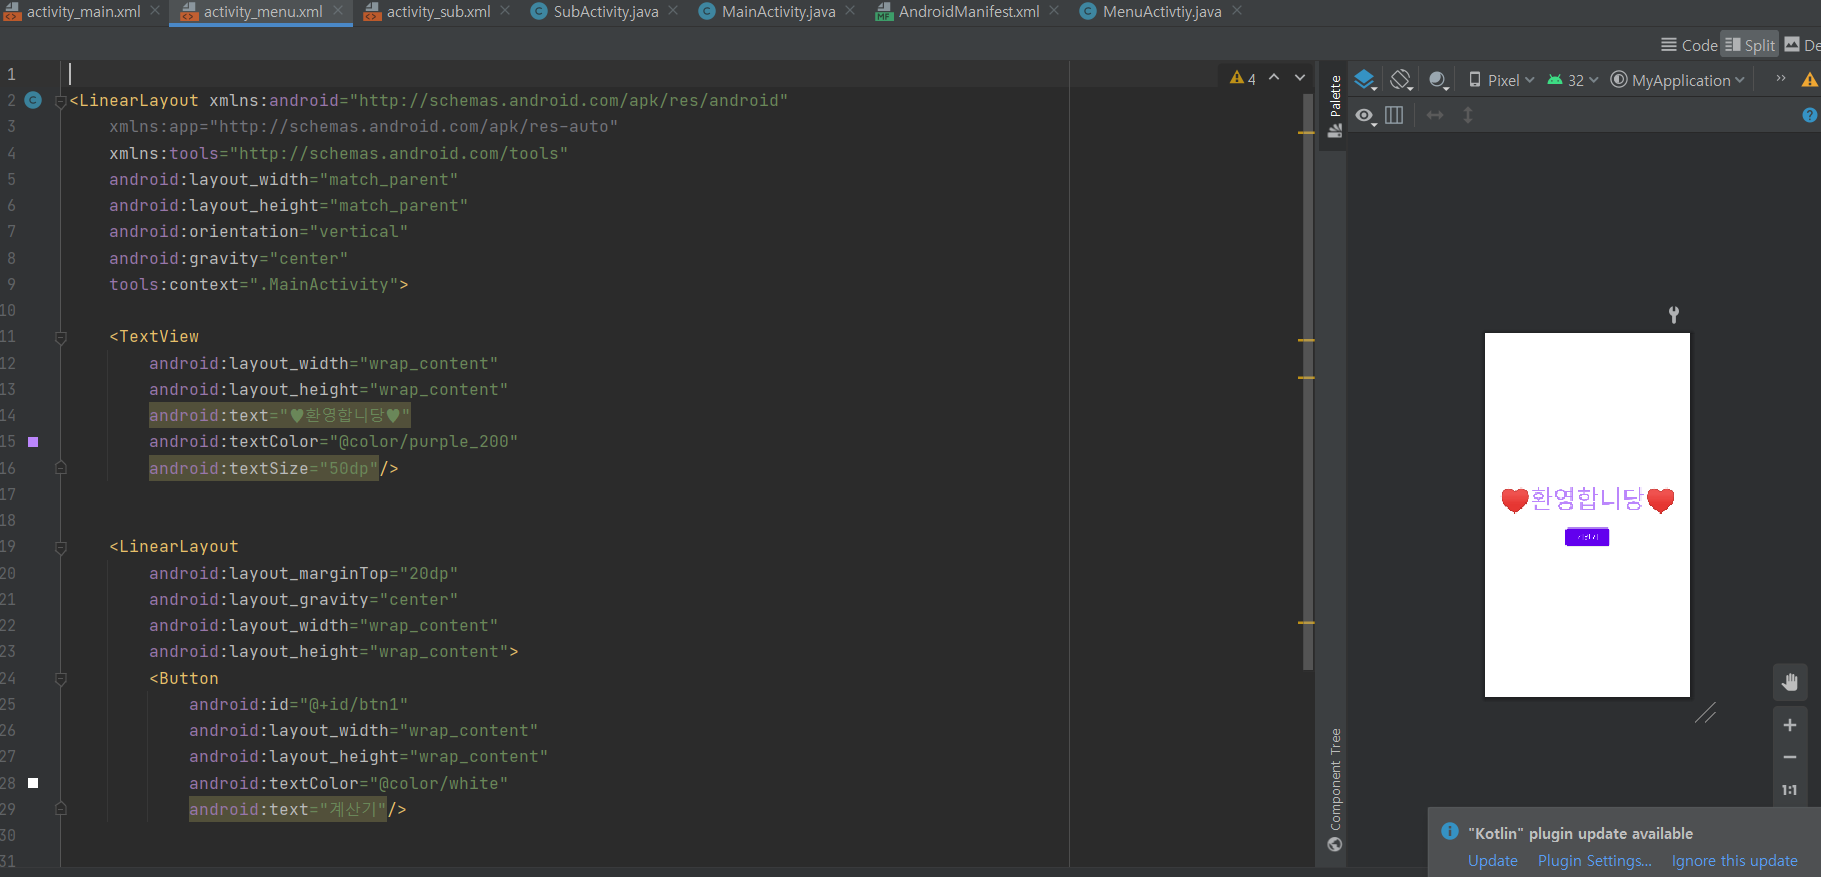 activity_main.xml activity_menu.xml activity_sub.xml SubActivity.java MainActivity.java AndroidManifest.xml MenuActivtiy.java
Code Split De
1
4
Palette
Pixel 32 MyApplication
2 <LinearLayout xmlns:android="http://schemas.android.com/apk/res/android"
3 xmlns:app="http://schemas.android.com/apk/res-auto"
4 xmlns:tools="http://schemas.android.com/tools"
5 android:layout_width="match_parent"
6 android:layout_height="match_parent"
7 android:orientation="vertical"
8 android:gravity="center"
9 tools:context=".MainActivity">
10
11 <TextView
12 android:layout_width="wrap_content"
13 android:layout_height="wrap_content"
14 android:text="♥환영합니당♥"
15 android:textColor="@color/purple_200"
16 android:textSize="50dp"/>
17
18
19 <LinearLayout
20 android:layout_marginTop="20dp"
21 android:layout_gravity="center"
22 android:layout_width="wrap_content"
23 android:layout_height="wrap_content">
24 <Button
25 android:id="@+id/btn1"
26 android:layout_width="wrap_content"
27 android:layout_height="wrap_content"
28 android:textColor="@color/white"
29 android:text="계산기"/>
30
31
♥환영합니당♥
Component Tree
1:1
"Kotlin" plugin update available
Update Plugin Settings... Ignore this update